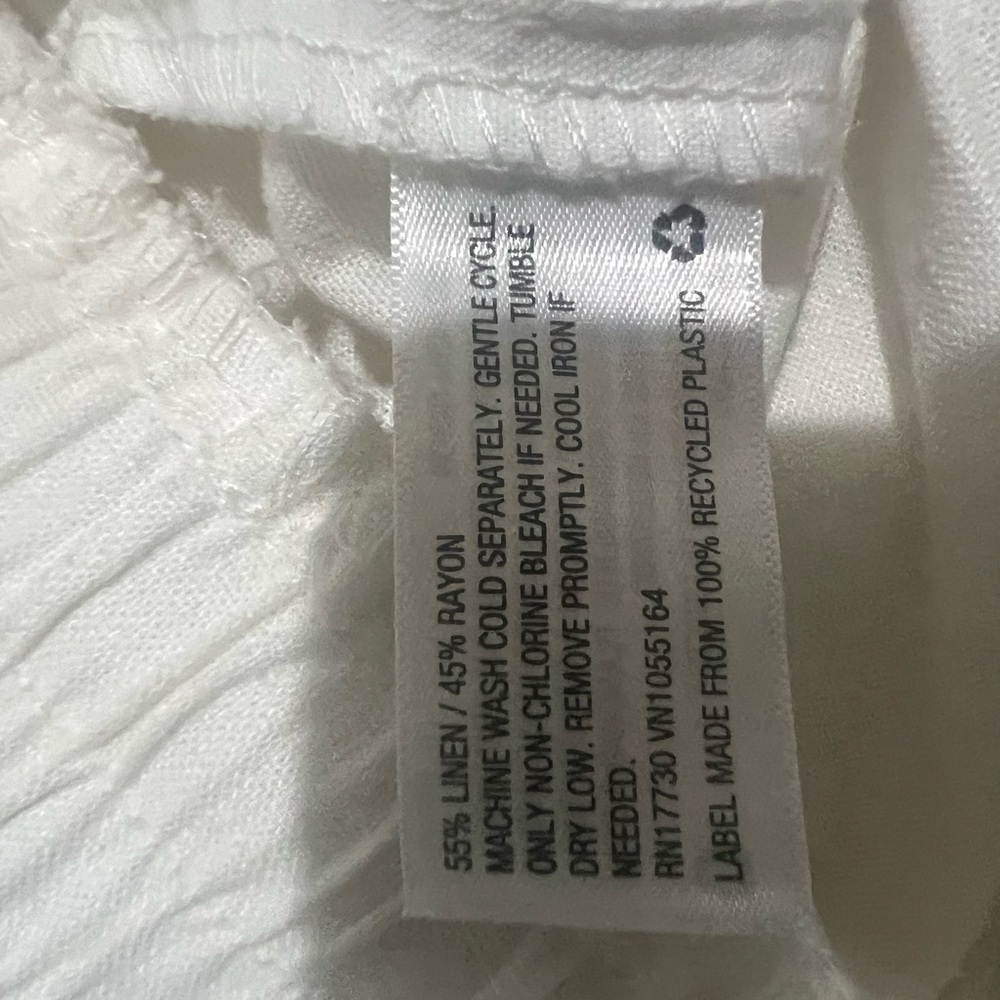 55% LINEN / 45% RAYON
MACHINE WASH COLD SEPARATELY. GENTLE CYCLE.
ONLY NON-CHLORINE BLEACH IF NEEDED. TUMBLE
DRY LOW. REMOVE PROMPTLY. COOL IRON IF
NEEDED.
RN17730 VN1055164
LABEL MADE FROM 100% RECYCLED PLASTIC